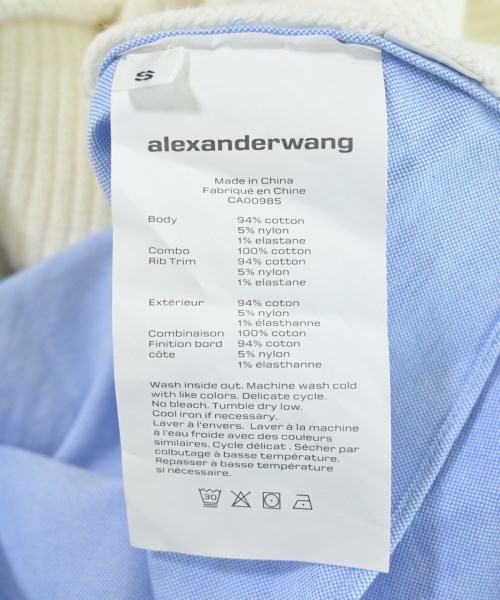 S
alexanderwang
Made in China
Fabriqué en Chine
CA00985
Body 94% cotton
5% nylon
1% elastane
Combo 100% cotton
Rib Trim 94% cotton
5% nylon
1% elastane
Extérieur 94% coton
5% nylon
1% élasthanne
Combinaison 100% coton
Finition bord 94% coton
côte 5% nylon
1% élasthanne
Wash inside out. Machine wash cold
with like colors. Delicate cycle.
No bleach. Tumble dry low.
Cool iron if necessary.
Laver à l'envers. Laver à la machine
à l'eau froide avec des couleurs
similaires. Cycle délicat . Sécher par
colbutage à basse température.
Repasser à basse température
si nécessaire.
30